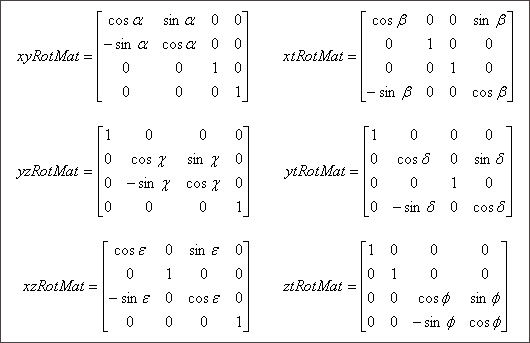 xyRotMat = [cos α sin α 0 0
−sin α cos α 0 0
0 0 1 0
0 0 0 1]
xtRotMat = [cos β 0 0 sin β
0 1 0 0
0 0 1 0
−sin β 0 0 cos β]
yzRotMat = [1 0 0 0
0 cos χ sin χ 0
0 −sin χ cos χ 0
0 0 0 1]
ytRotMat = [1 0 0 0
0 cos δ 0 sin δ
0 0 1 0
0 −sin δ 0 cos δ]
xzRotMat = [cos ε 0 sin ε 0
0 1 0 0
−sin ε 0 cos ε 0
0 0 0 1]
ztRotMat = [1 0 0 0
0 1 0 0
0 0 cos ϕ sin ϕ
0 0 −sin ϕ cos ϕ]